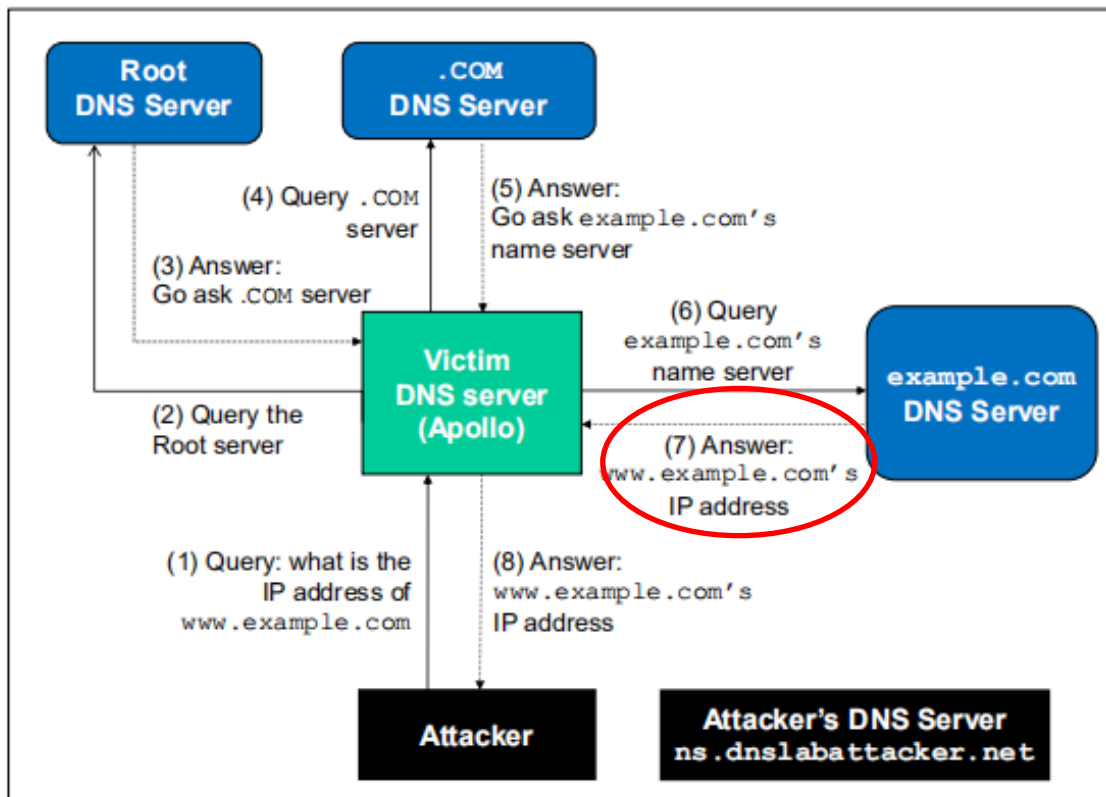 Root
DNS Server
.COM
DNS Server
(4) Query .COM
server
(5) Answer:
Go ask example.com's
name server
(3) Answer:
Go ask .COM server
(6) Query
example.com's
name server
Victim
DNS server
(Apollo)
example.com
DNS Server
(2) Query the
Root server
(7) Answer:
www.example.com's
IP address
(1) Query: what is the
IP address of
www.example.com
(8) Answer:
www.example.com's
IP address
Attacker
Attacker's DNS Server
ns.dnslabattacker.net